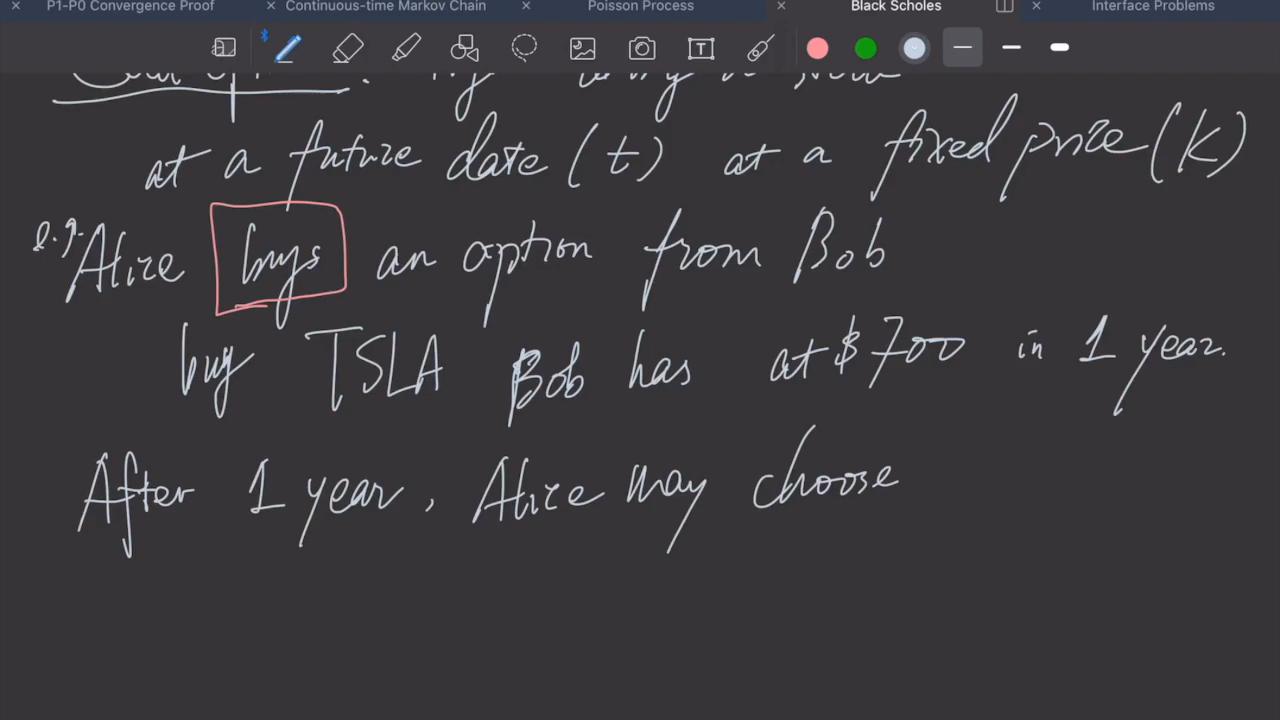 P1-P0 Convergence Proof
Continuous-time Markov Chain
Poisson Process
Black Scholes
Interface Problems
at a future date (t) at a fixed price (k)
e.g. Alice buys an option from Bob
buy TSLA Bob has at $700 in 1 year.
After 1 year, Alice may choose